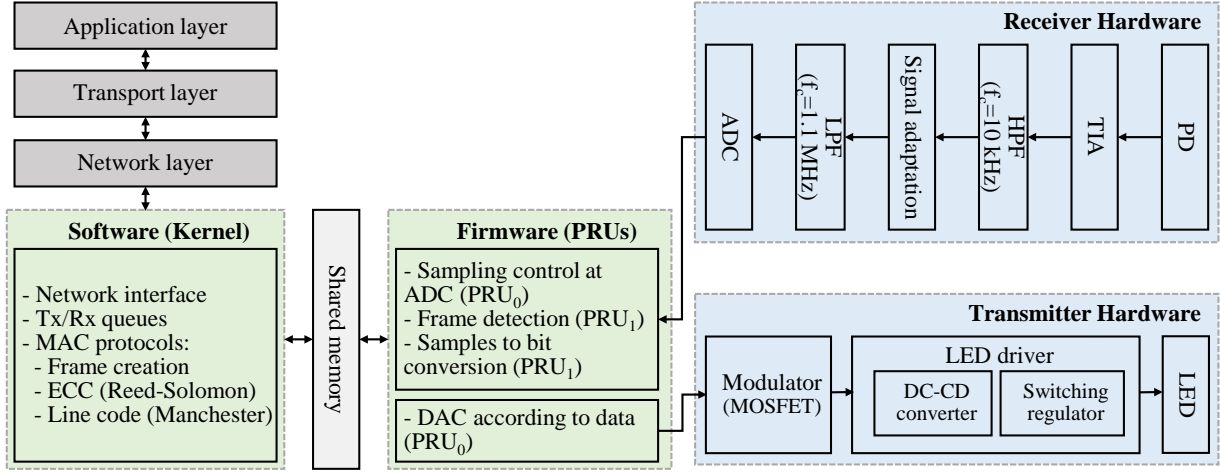 Application layer
Transport layer
Network layer
Software (Kernel)
- Network interface
- Tx/Rx queues
- MAC protocols:
- Frame creation
- ECC (Reed-Solomon)
- Line code (Manchester)
Shared memory
Firmware (PRUs)
- Sampling control at
ADC (PRU₀)
- Frame detection (PRU₁)
- Samples to bit
conversion (PRU₁)
- DAC according to data
(PRU₀)
Receiver Hardware
ADC
LPF
(f_c=1.1 MHz)
Signal adaptation
HPF
(f_c=10 kHz)
TIA
PD
Transmitter Hardware
Modulator
(MOSFET)
LED driver
DC-CD
converter
Switching
regulator
LED